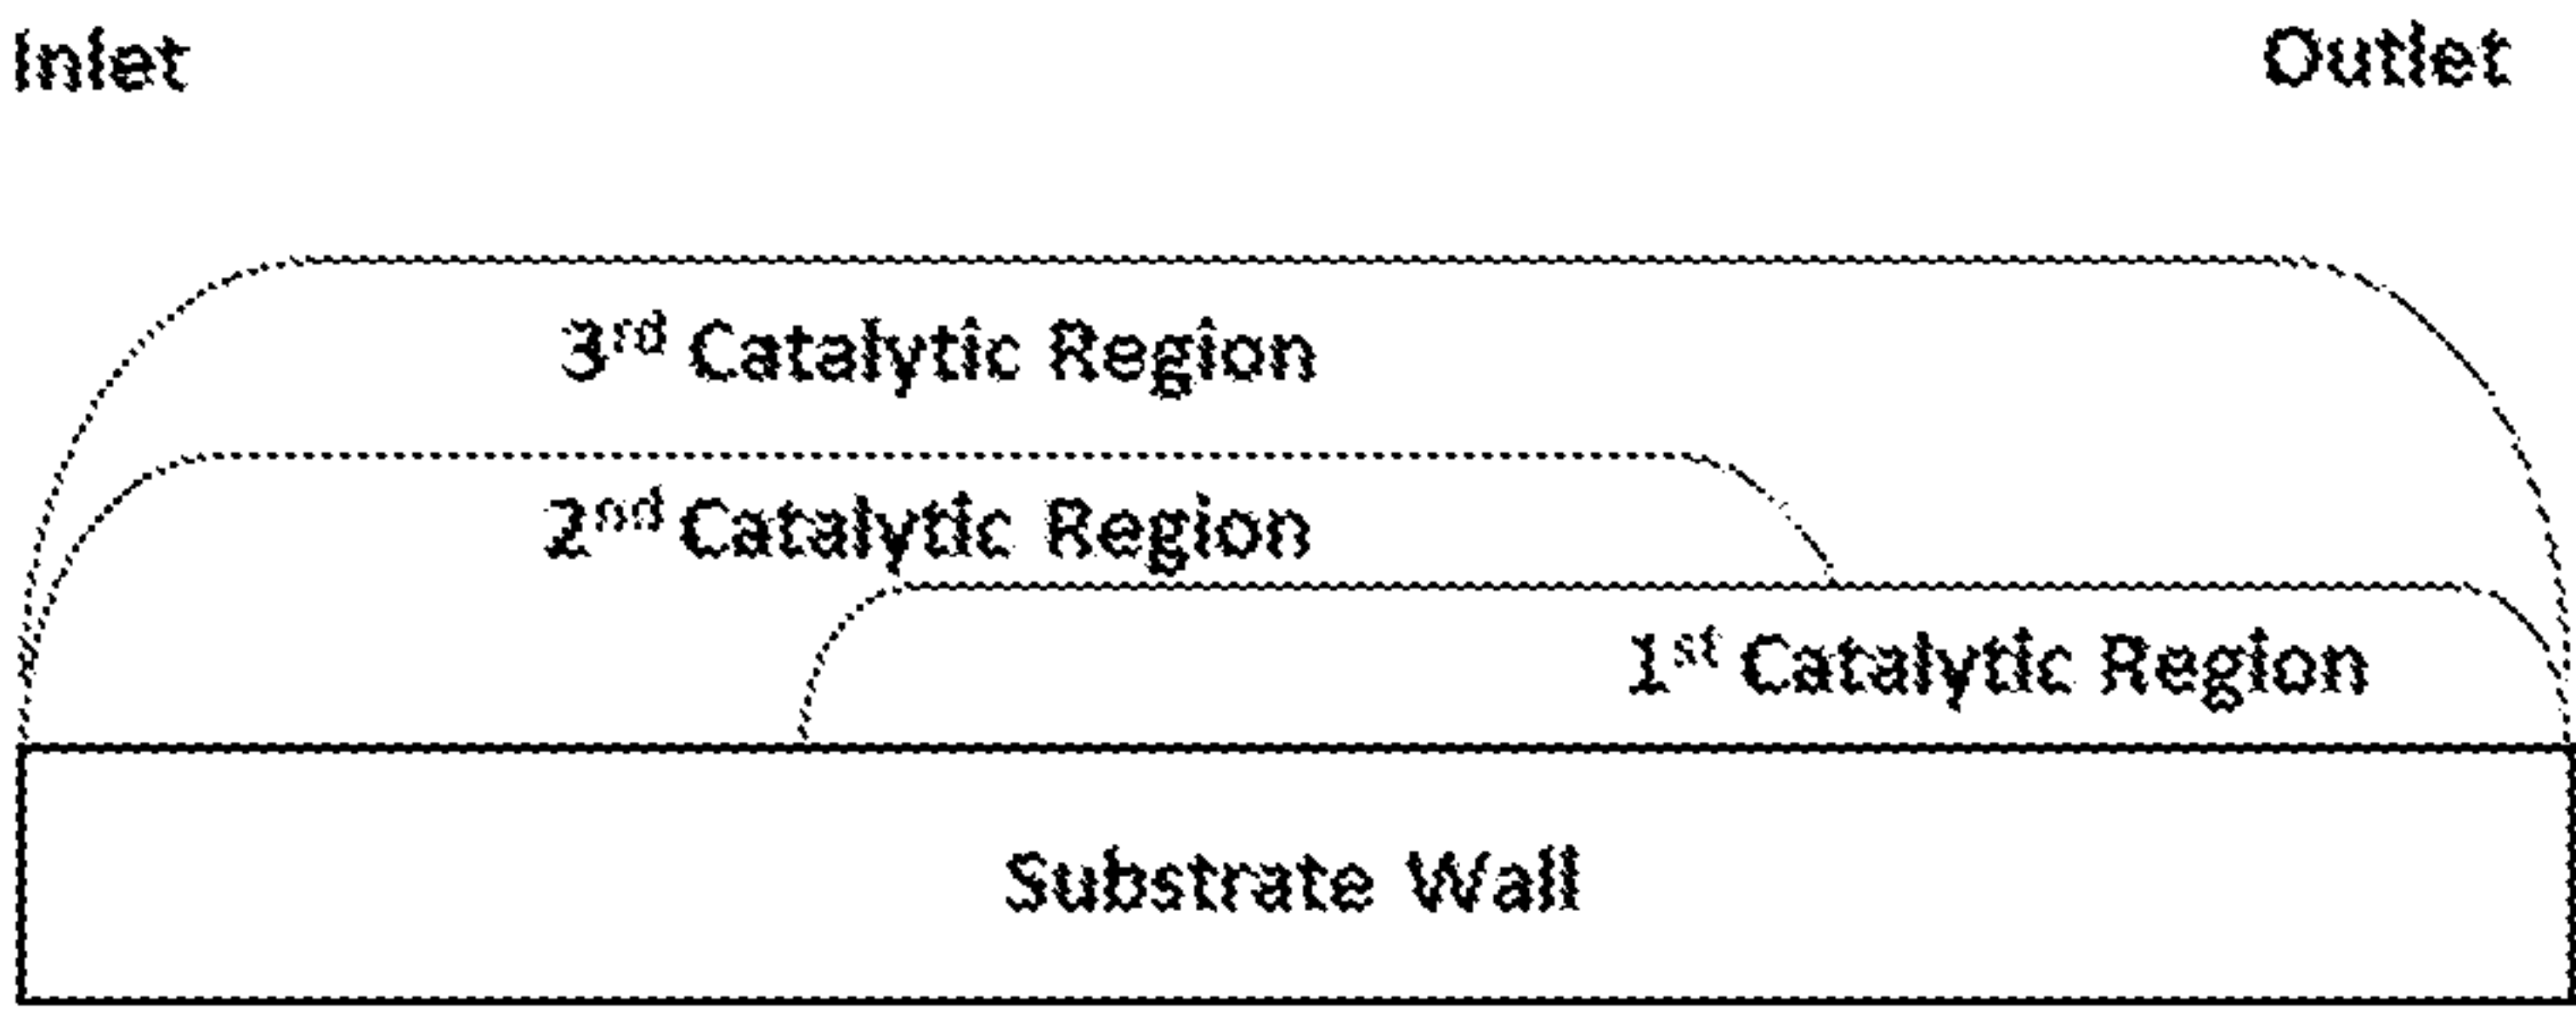 Inlet Outlet
3rd Catalytic Region
2nd Catalytic Region
1st Catalytic Region
Substrate Wall